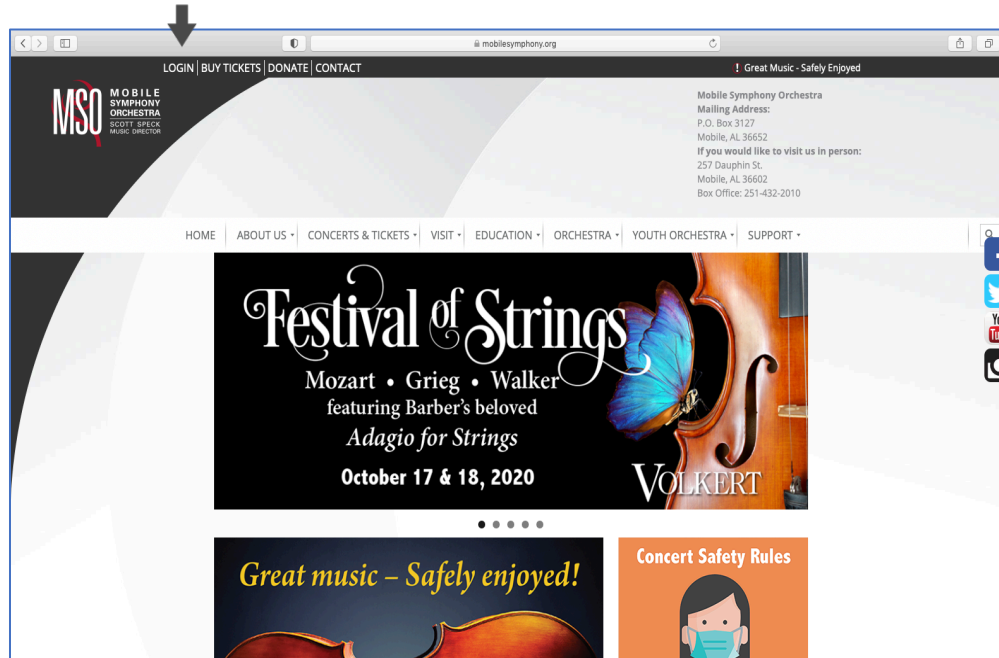 mobilesymphony.org
LOGIN | BUY TICKETS | DONATE | CONTACT
! Great Music - Safely Enjoyed
MSO
MOBILE
SYMPHONY
ORCHESTRA
SCOTT SPECK
MUSIC DIRECTOR
Mobile Symphony Orchestra
Mailing Address:
P.O. Box 3127
Mobile, AL 36652
If you would like to visit us in person:
257 Dauphin St.
Mobile, AL 36602
Box Office: 251-432-2010
HOME ABOUT US CONCERTS & TICKETS VISIT EDUCATION ORCHESTRA YOUTH ORCHESTRA SUPPORT
Festival of Strings
Mozart • Grieg • Walker
featuring Barber's beloved
Adagio for Strings
October 17 & 18, 2020
VOLKERT
Great music – Safely enjoyed!
Concert Safety Rules